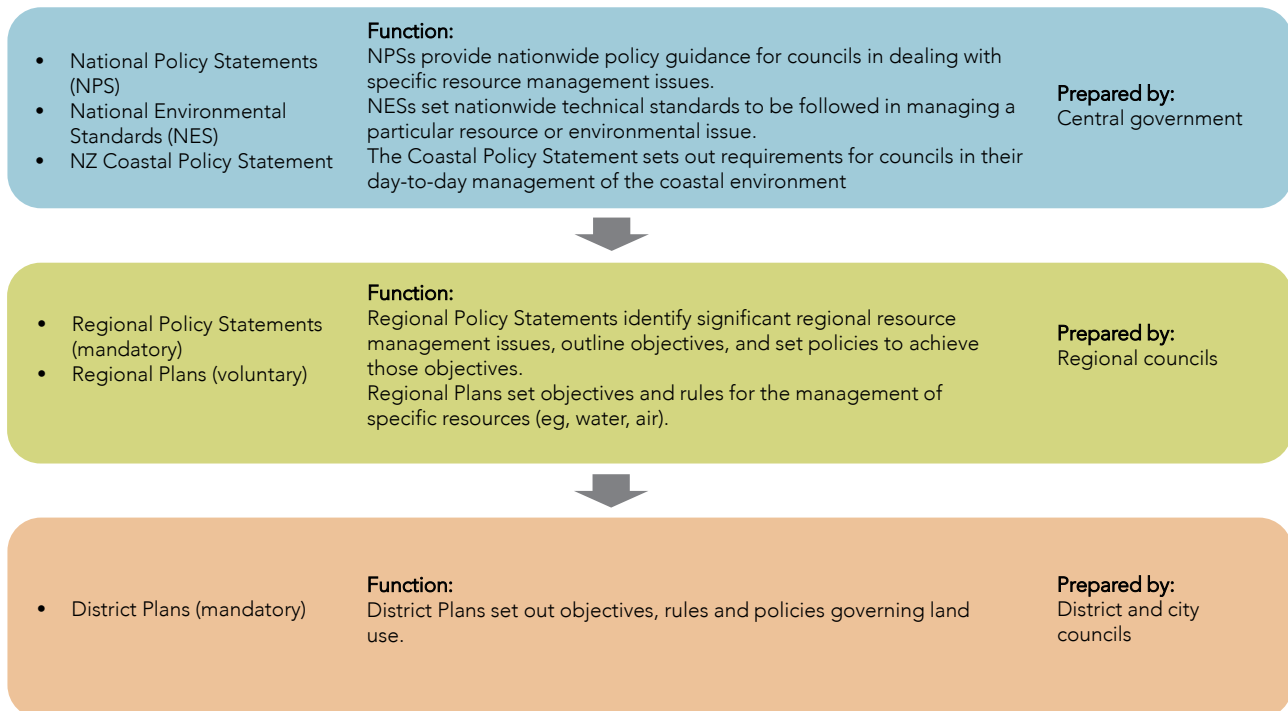 • National Policy Statements
(NPS)
• National Environmental
Standards (NES)
• NZ Coastal Policy Statement
Function:
NPSs provide nationwide policy guidance for councils in dealing with
specific resource management issues.
NESs set nationwide technical standards to be followed in managing a
particular resource or environmental issue.
The Coastal Policy Statement sets out requirements for councils in their
day-to-day management of the coastal environment
Prepared by:
Central government
• Regional Policy Statements
(mandatory)
• Regional Plans (voluntary)
Function:
Regional Policy Statements identify significant regional resource
management issues, outline objectives, and set policies to achieve
those objectives.
Regional Plans set objectives and rules for the management of
specific resources (eg, water, air).
Prepared by:
Regional councils
• District Plans (mandatory)
Function:
District Plans set out objectives, rules and policies governing land
use.
Prepared by:
District and city
councils